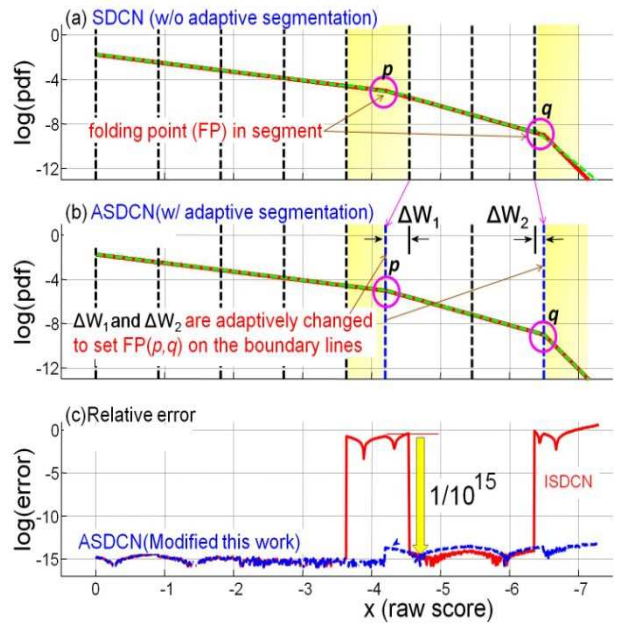 (a) SDCN (w/o adaptive segmentation)
0
-4
-8
-12
log(pdf)
p
q
folding point (FP) in segment
(b) ASDCN(w/ adaptive segmentation)
ΔW1
ΔW2
0
-4
-8
-12
log(pdf)
p
q
ΔW1 and ΔW2 are adaptively changed
to set FP(p,q) on the boundary lines
(c)Relative error
0
-5
-10
-15
log(error)
1/10^15
ISDCN
ASDCN(Modified this work)
0 -1 -2 -3 -4 -5 -6 -7
x (raw score)